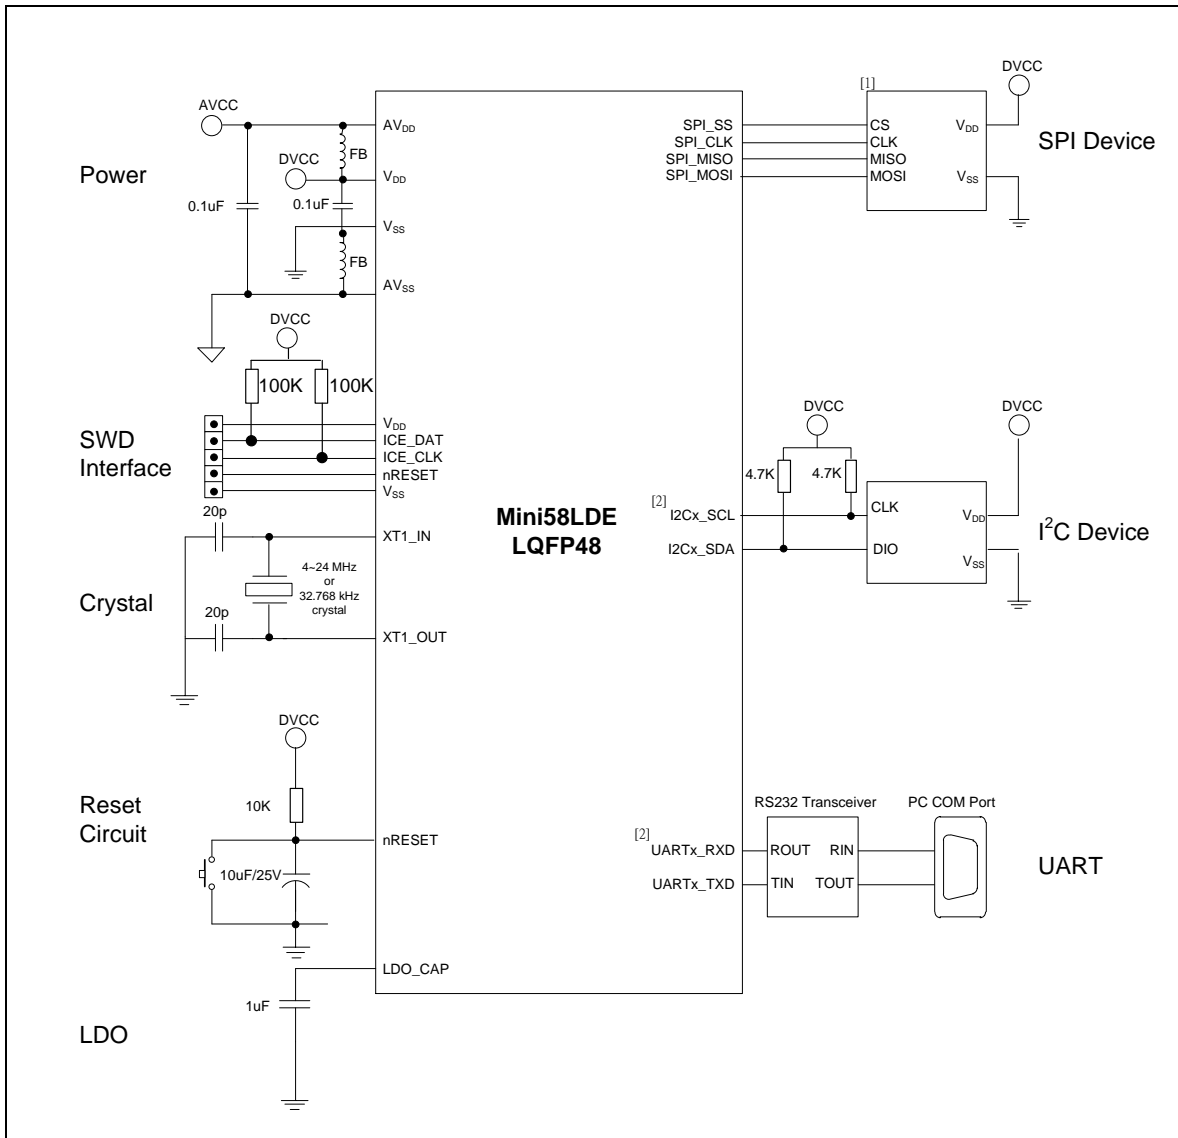 Power
AVCC
AVDD
FB
DVCC
VDD
0.1uF
0.1uF
VSS
FB
AVSS
DVCC
100K
100K
SWD
Interface
VDD
ICE_DAT
ICE_CLK
nRESET
VSS
Crystal
20p
XT1_IN
4~24 MHz
or
32.768 kHz
crystal
20p
XT1_OUT
Reset
Circuit
DVCC
10K
nRESET
10uF/25V
LDO
LDO_CAP
1uF
Mini58LDE
LQFP48
SPI_SS
SPI_CLK
SPI_MISO
SPI_MOSI
[1]
CS
CLK
MISO
MOSI
VDD
VSS
DVCC
SPI Device
DVCC
4.7K
4.7K
[2]
I2Cx_SCL
I2Cx_SDA
CLK
DIO
VDD
VSS
DVCC
I2C Device
RS232 Transceiver
PC COM Port
[2]
UARTx_RXD
UARTx_TXD
ROUT
RIN
TIN
TOUT
UART